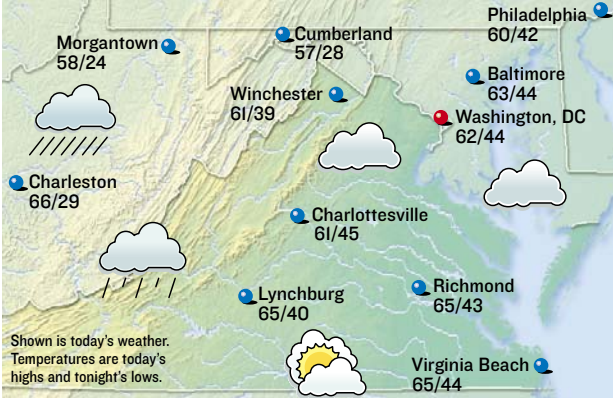 Philadelphia
60/42
Cumberland
57/28
Morgantown
58/24
Baltimore
63/44
Winchester
61/39
Washington, DC
62/44
Charleston
66/29
Charlottesville
61/45
Richmond
65/43
Lynchburg
65/40
Shown is today's weather.
Temperatures are today's
highs and tonight's lows.
Virginia Beach
65/44